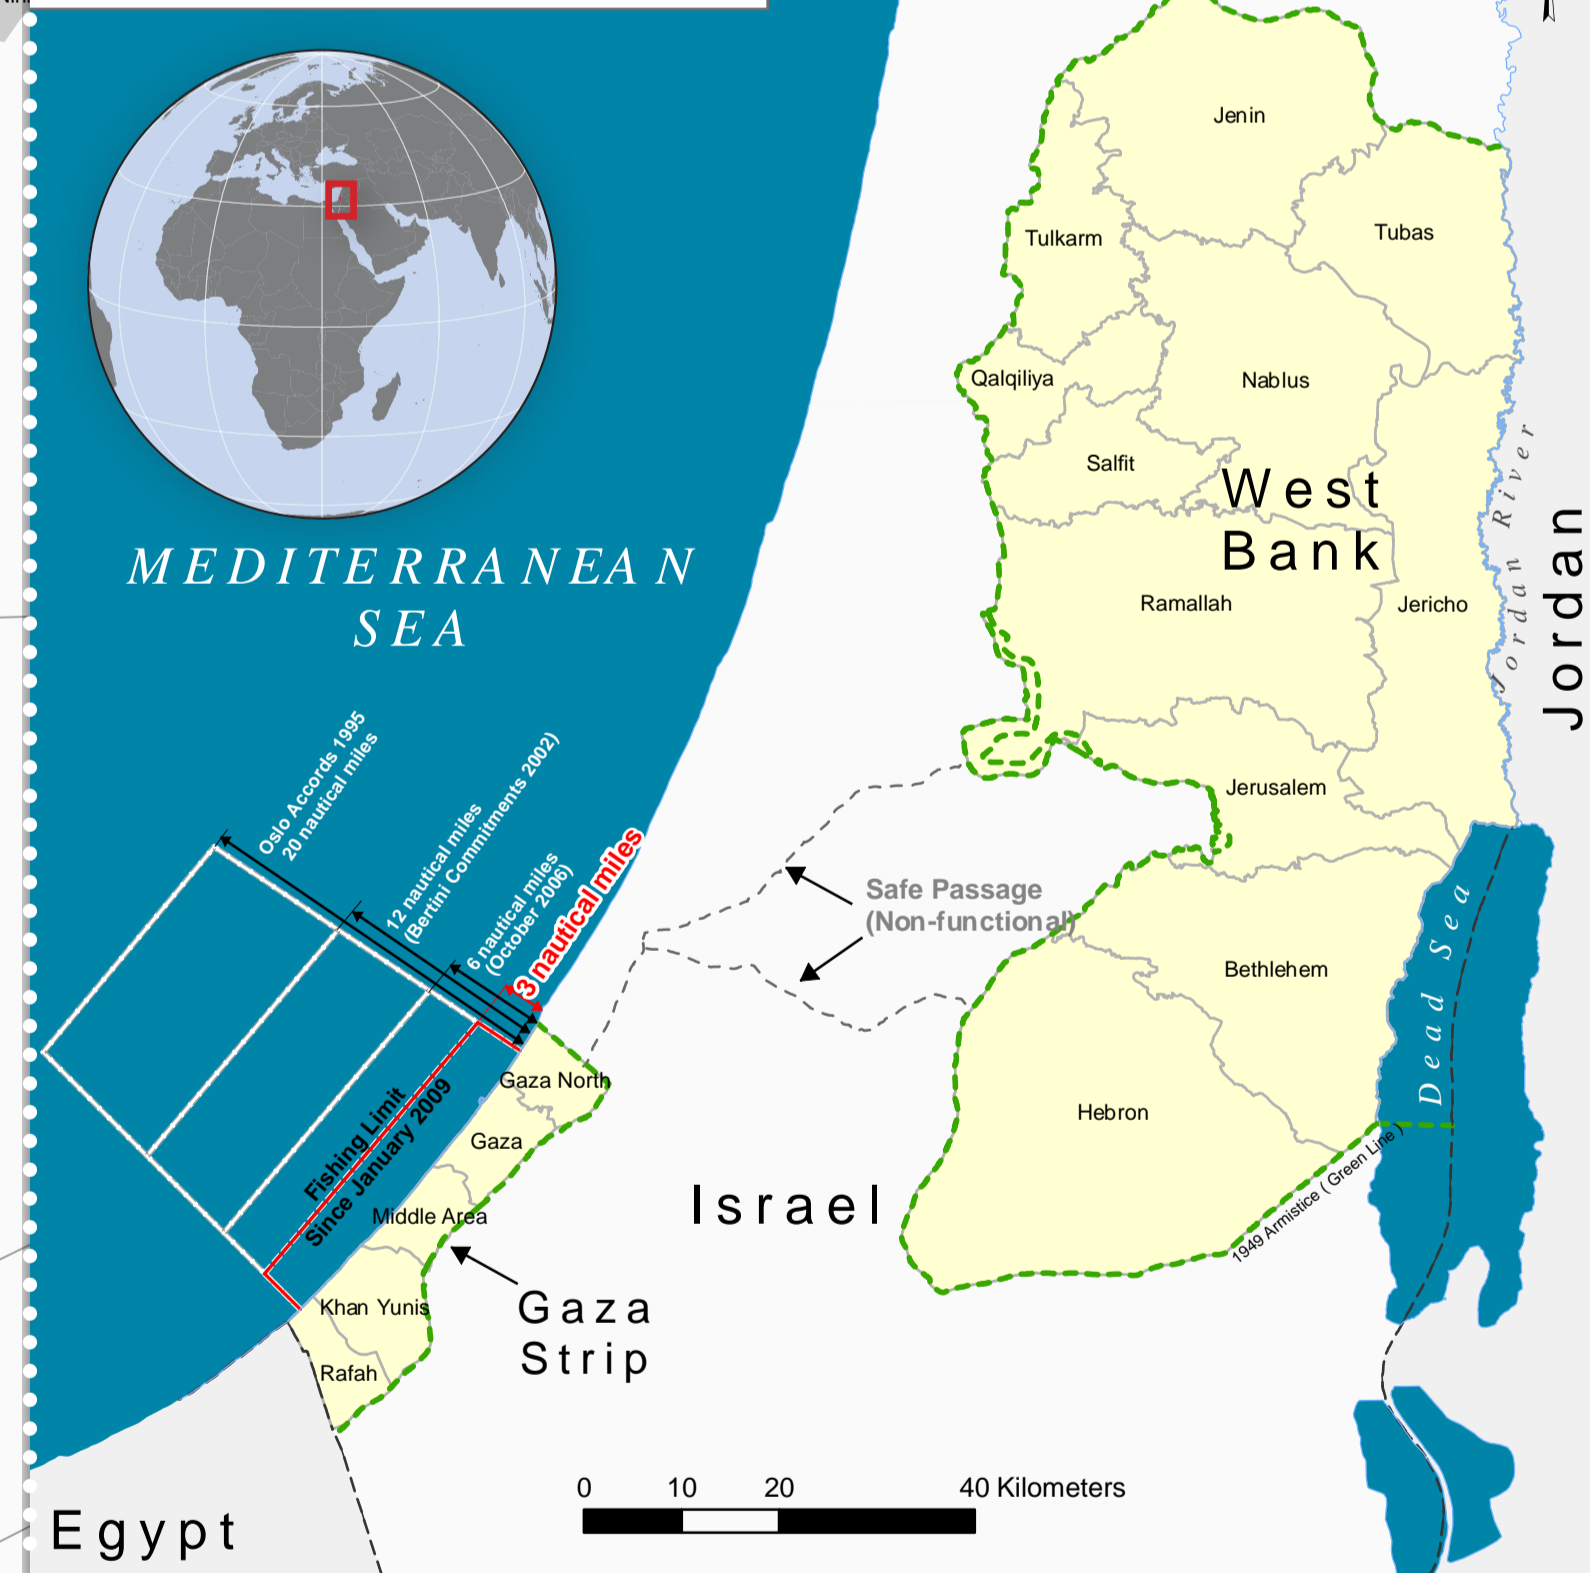 Jenin
Tulkarm
Tubas
Qalqiliya
Nablus
Salfit
West
Bank
Jordan River
Jordan
MEDITERRANEAN
SEA
Ramallah
Jericho
Oslo Accords 1995
20 nautical miles
12 nautical miles
(Bertini Commitments 2002)
6 nautical miles
(October 2006)
3 nautical miles
Jerusalem
Safe Passage
(Non-functional)
Dead Sea
Bethlehem
Gaza North
Fishing Limit
Since January 2009
Gaza
Hebron
1949 Armistice ( Green Line )
Israel
Middle Area
Khan Yunis
Gaza
Strip
Rafah
0 10 20 40 Kilometers
Egypt